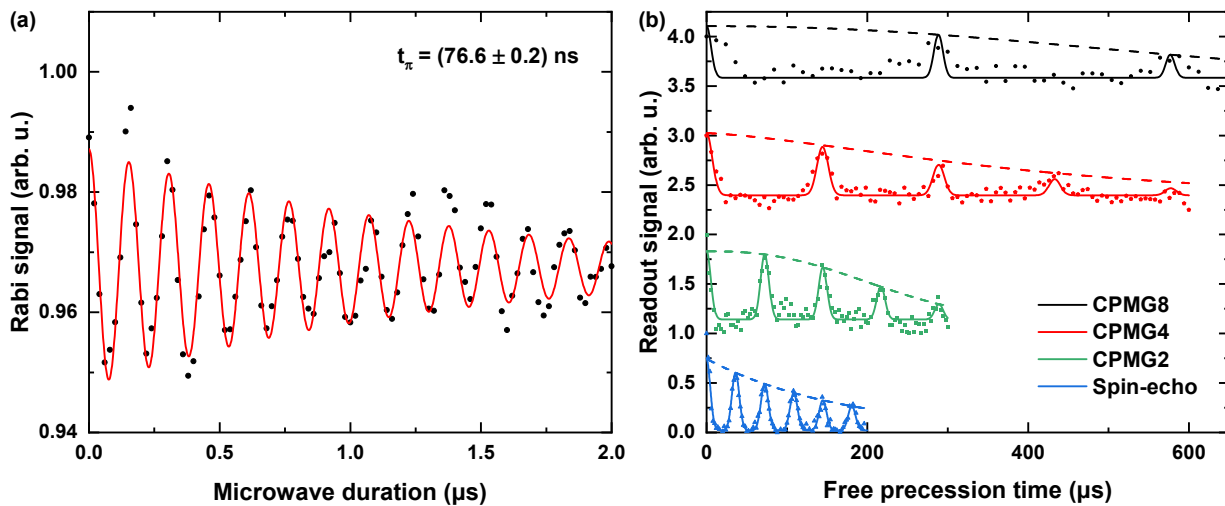 (a)
t_π = (76.6 ± 0.2) ns
Rabi signal (arb. u.)
1.00
0.98
0.96
0.94
0.0
0.5
1.0
1.5
2.0
Microwave duration (μs)
(b)
Readout signal (arb. u.)
4.0
3.5
3.0
2.5
2.0
1.5
1.0
0.5
0.0
CPMG8
CPMG4
CPMG2
Spin-echo
0
200
400
600
Free precession time (μs)